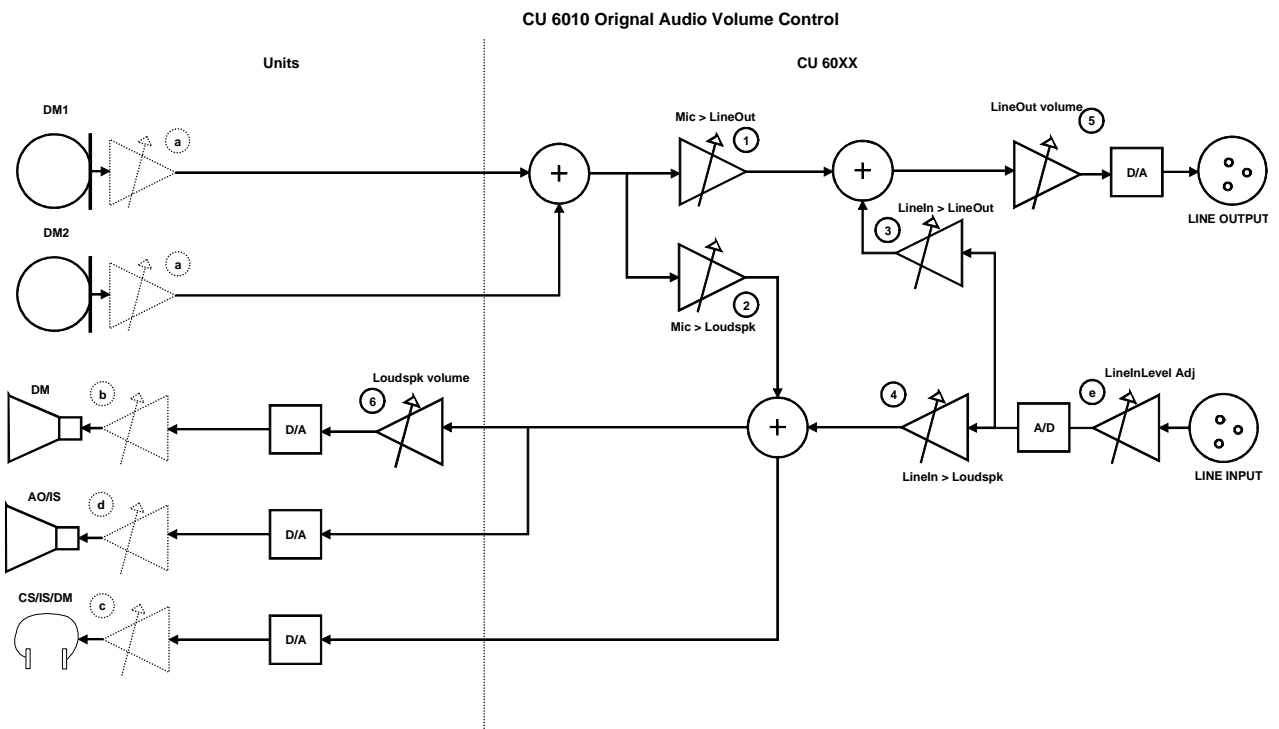 CU 6010 Orignal Audio Volume Control
Units
CU 60XX
DM1
a
Mic > LineOut
1
LineOut volume
5
+
+
D/A
LINE OUTPUT
DM2
a
LineIn > LineOut
3
2
Mic > Loudspk
DM
b
Loudspk volume
6
D/A
+
4
LineIn > Loudspk
A/D
LineInLevel Adj
e
LINE INPUT
AO/IS
d
D/A
CS/IS/DM
c
D/A